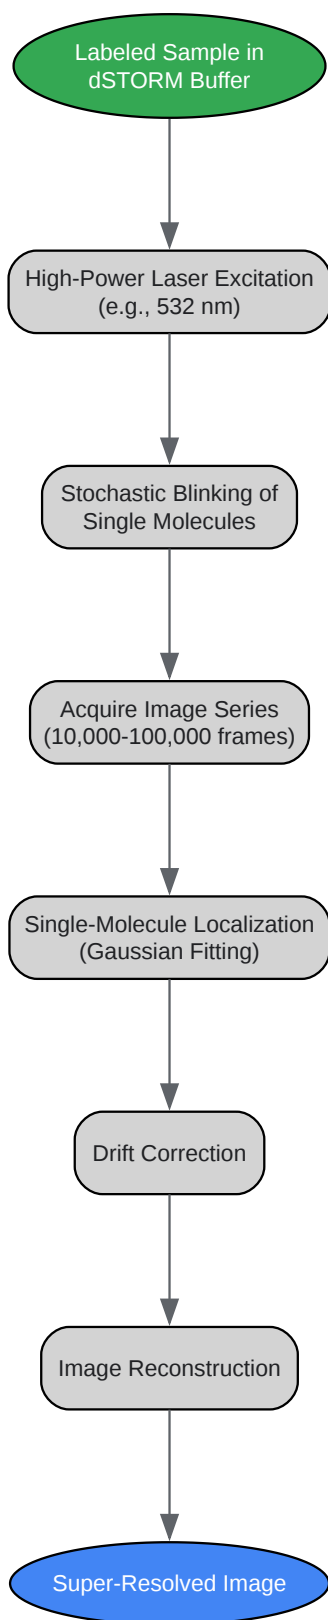 Labeled Sample in
dSTORM Buffer
High-Power Laser Excitation
(e.g., 532 nm)
Stochastic Blinking of
Single Molecules
Acquire Image Series
(10,000-100,000 frames)
Single-Molecule Localization
(Gaussian Fitting)
Drift Correction
Image Reconstruction
Super-Resolved Image